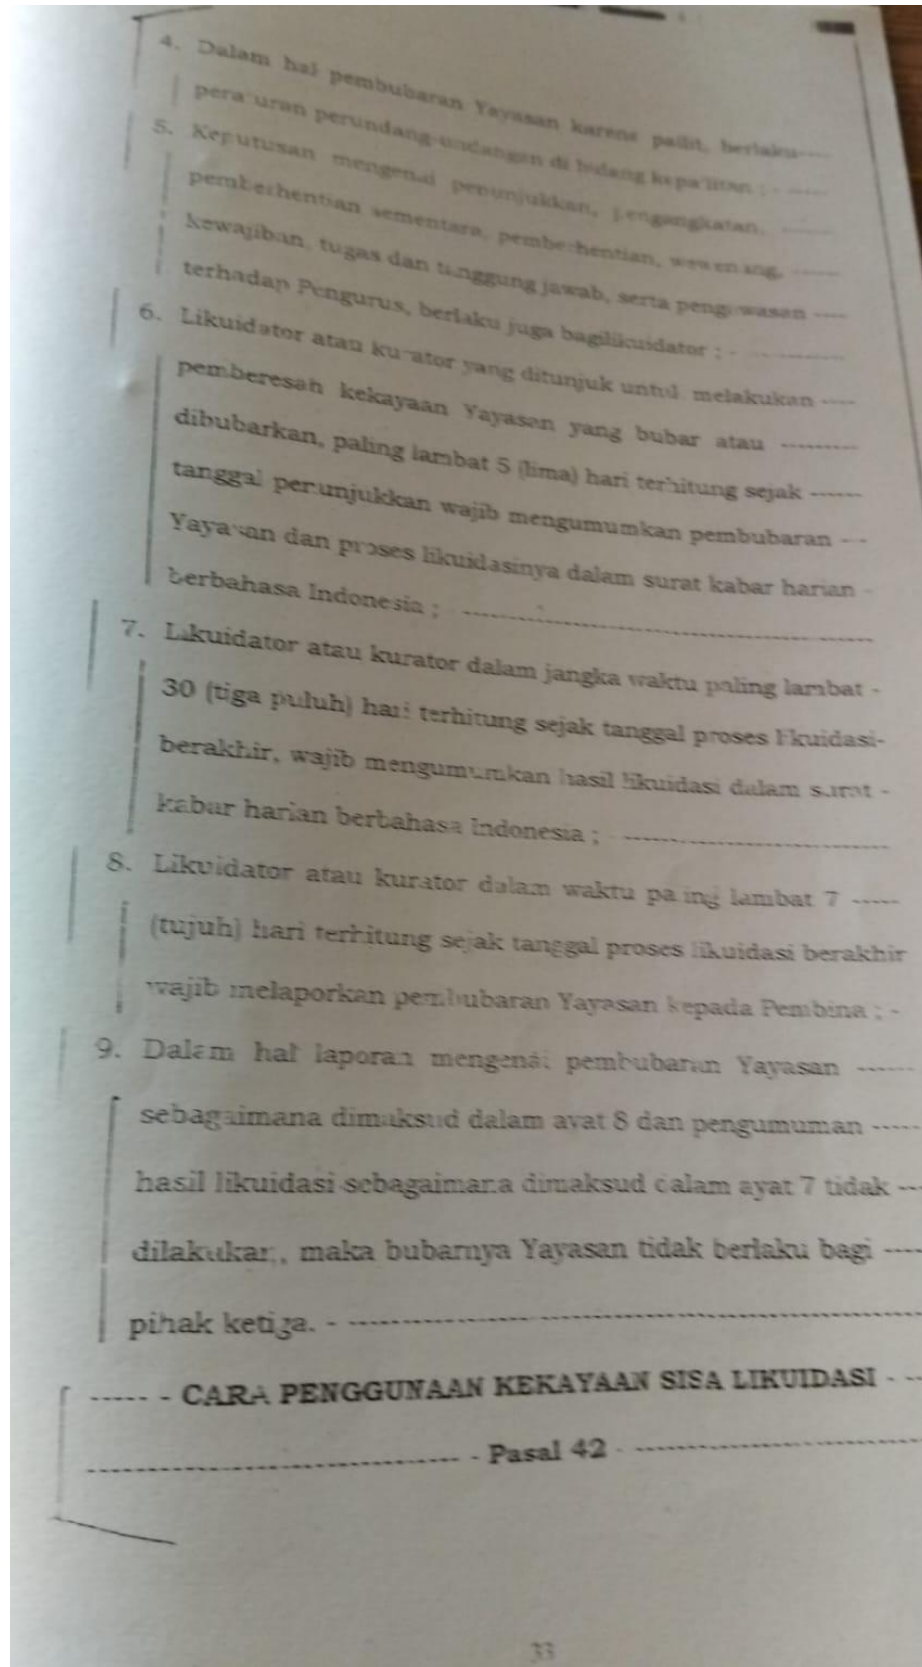 4. Dalam hal pembubaran Yayasan karena pailit, berlaku----
peraturan perundang-undangan di bidang kepailitan ; - ------
5. Keputusan mengenai penunjukkan, pengangkatan, ------
pemberhentian sementara, pemberhentian, wewenang, -----
kewajiban, tugas dan tanggung jawab, serta pengawasan ----
terhadap Pengurus, berlaku juga bagilikuidator ; - -----------
6. Likuidator atau kurator yang ditunjuk untuk melakukan ----
pemberesan kekayaan Yayasan yang bubar atau ---------
dibubarkan, paling lambat 5 (lima) hari terhitung sejak ------
tanggal penunjukkan wajib mengumumkan pembubaran ---
Yayasan dan proses likuidasinya dalam surat kabar harian -
berbahasa Indonesia ; -----------------------------------------
7. Likuidator atau kurator dalam jangka waktu paling lambat -
30 (tiga puluh) hari terhitung sejak tanggal proses likuidasi-
berakhir, wajib mengumumkan hasil likuidasi dalam surat -
kabar harian berbahasa Indonesia ; --------------------------
8. Likuidator atau kurator dalam waktu paling lambat 7 -----
(tujuh) hari terhitung sejak tanggal proses likuidasi berakhir
wajib melaporkan pembubaran Yayasan kepada Pembina ; -
9. Dalam hal laporan mengenai pembubaran Yayasan ------
sebagaimana dimaksud dalam ayat 8 dan pengumuman -----
hasil likuidasi sebagaimana dimaksud dalam ayat 7 tidak ---
dilakukan, maka bubarnya Yayasan tidak berlaku bagi ----
pihak ketiga. - --------------------------------------------------
----- - CARA PENGGUNAAN KEKAYAAN SISA LIKUIDASI - --
--------------------------------- - Pasal 42 - -------------------------
33